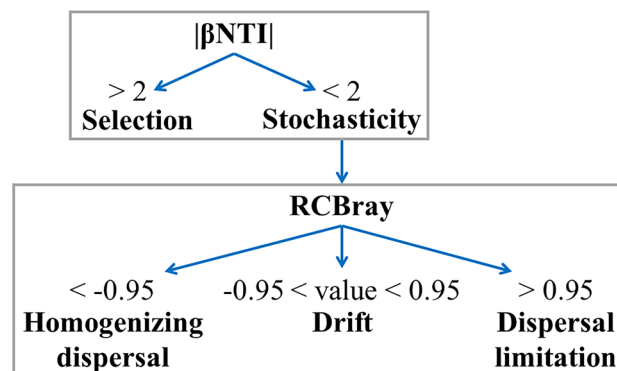 |βNTI|
> 2 < 2
Selection Stochasticity
RCBray
< -0.95 -0.95 < value < 0.95 > 0.95
Homogenizing Drift Dispersal
dispersal limitation